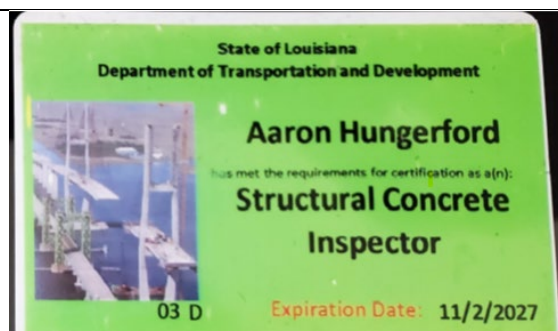 State of Louisiana
Department of Transportation and Development
Aaron Hungerford
has met the requirements for certification as a(n):
Structural Concrete
Inspector
03 D
Expiration Date: 11/2/2027